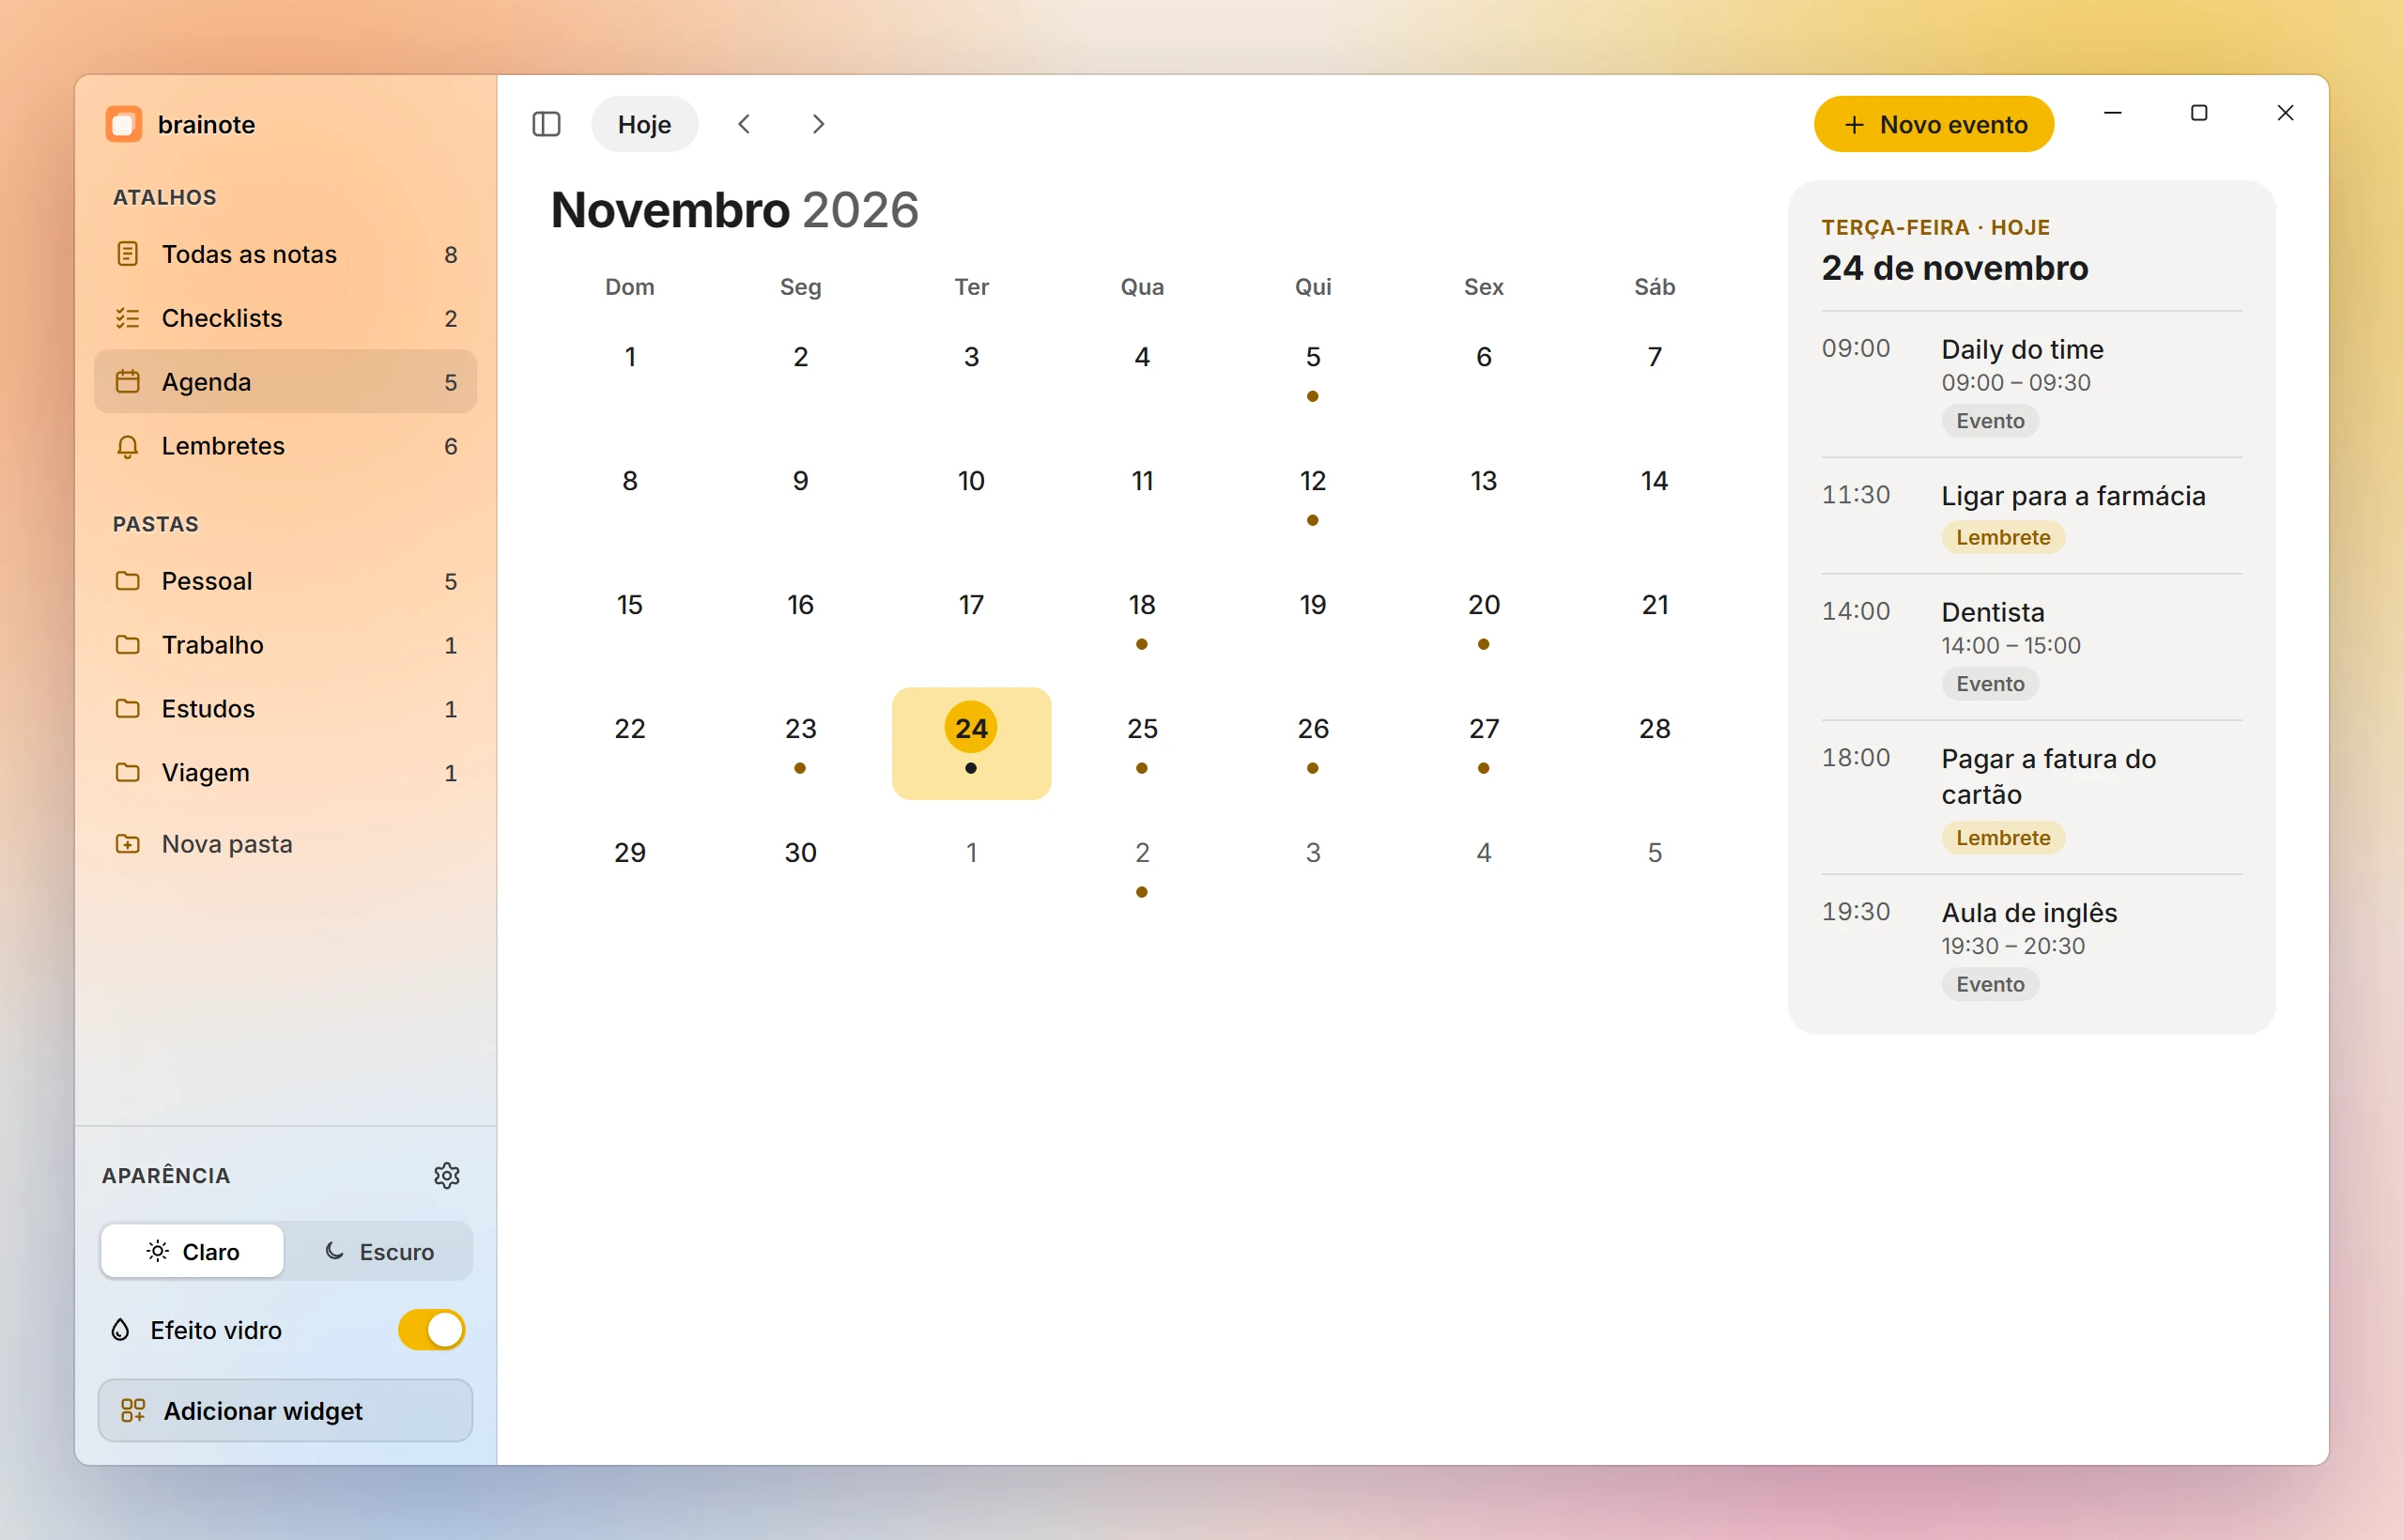 brainote
ATALHOS
Todas as notas 8
Checklists 2
Agenda 5
Lembretes 6
PASTAS
Pessoal 5
Trabalho 1
Estudos 1
Viagem 1
Nova pasta
APARÊNCIA
Claro Escuro
Efeito vidro
Adicionar widget
Hoje
Novo evento
Novembro 2026
Dom Seg Ter Qua Qui Sex Sáb
1 2 3 4 5 6 7
8 9 10 11 12 13 14
15 16 17 18 19 20 21
22 23 24 25 26 27 28
29 30 1 2 3 4 5
TERÇA-FEIRA · HOJE
24 de novembro
09:00 Daily do time
09:00 – 09:30
Evento
11:30 Ligar para a farmácia
Lembrete
14:00 Dentista
14:00 – 15:00
Evento
18:00 Pagar a fatura do
cartão
Lembrete
19:30 Aula de inglês
19:30 – 20:30
Evento